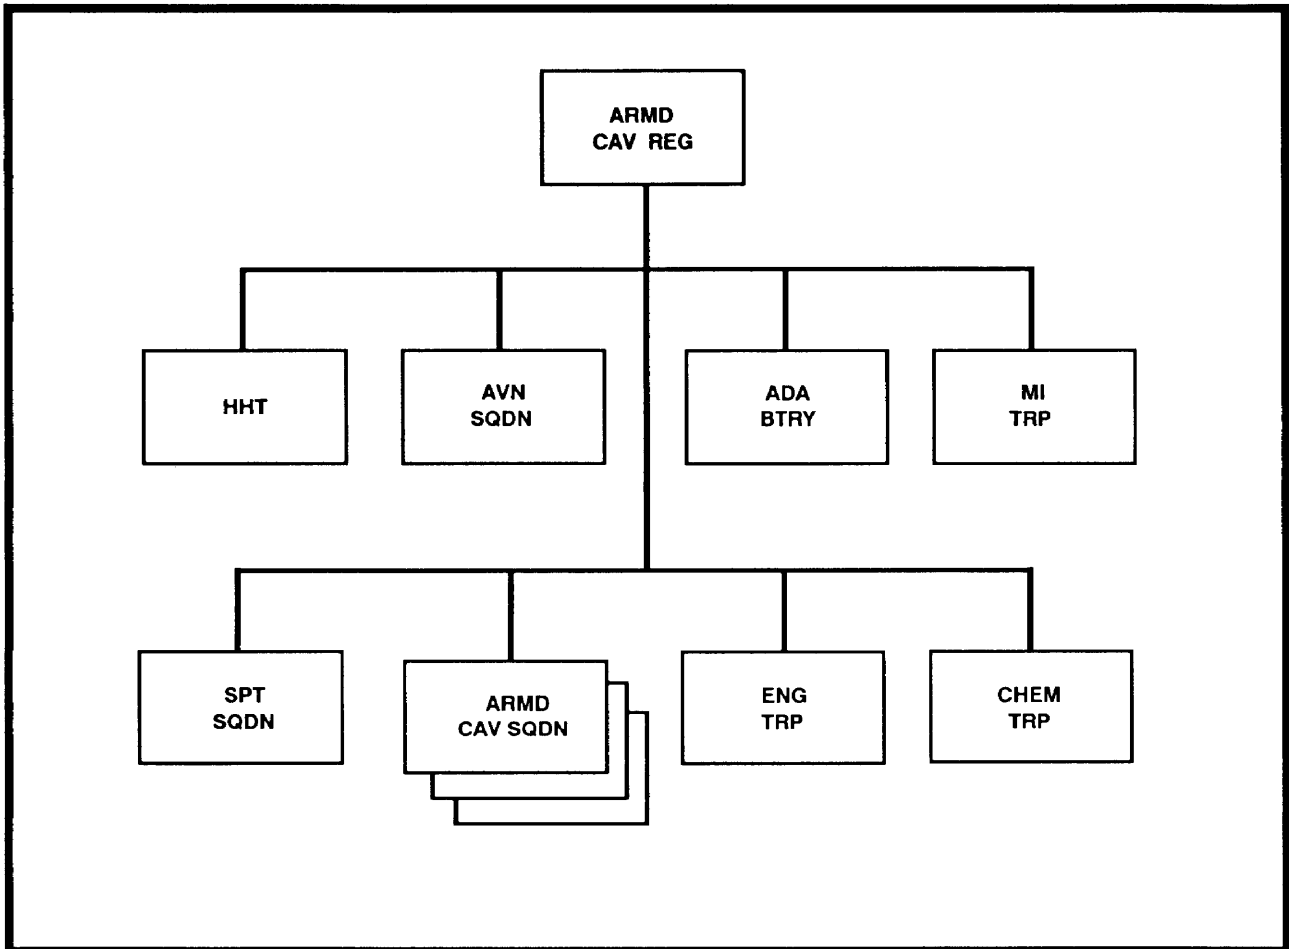 ARMD
CAV REG
HHT
AVN
SQDN
ADA
BTRY
MI
TRP
SPT
SQDN
ARMD
CAV SQDN
ENG
TRP
CHEM
TRP